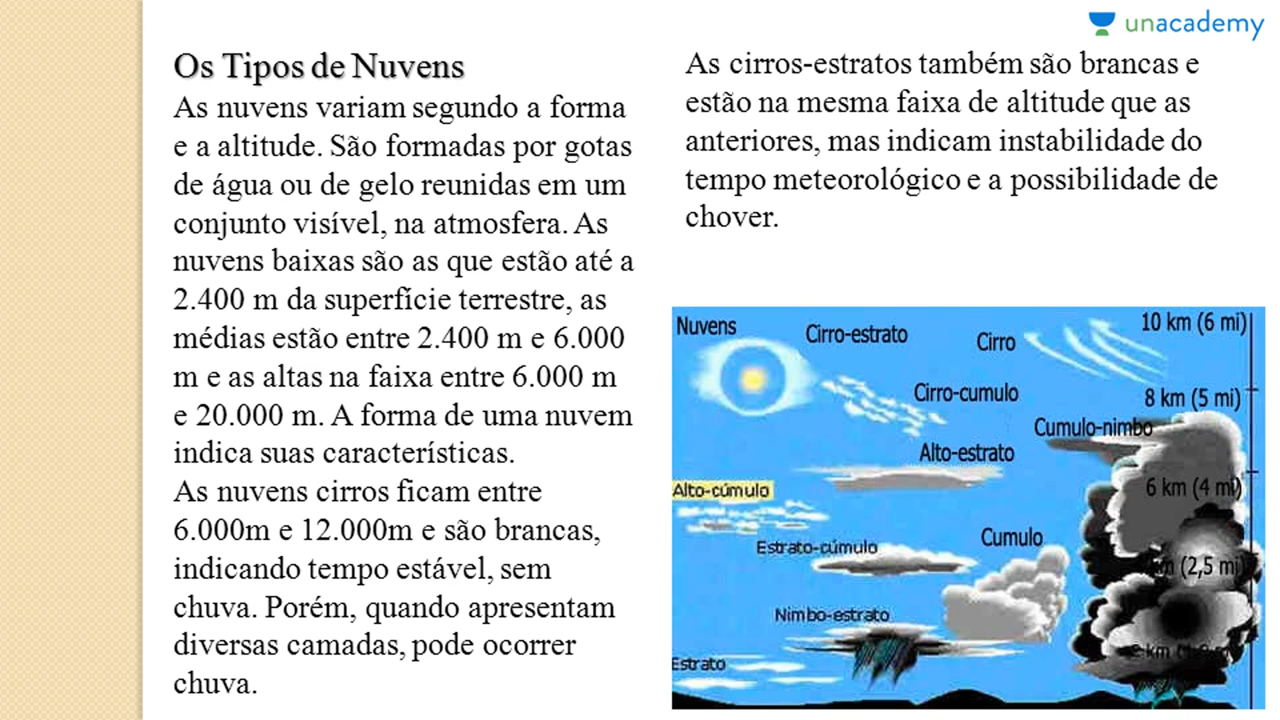 unacademy
Os Tipos de Nuvens
As nuvens variam segundo a forma
e a altitude. São formadas por gotas
de água ou de gelo reunidas em um
conjunto visível, na atmosfera. As
nuvens baixas são as que estão até a
2.400 m da superfície terrestre, as
médias estão entre 2.400 m e 6.000
m e as altas na faixa entre 6.000 m
e 20.000 m. A forma de uma nuvem
indica suas características.
As nuvens cirros ficam entre
6.000m e 12.000m e são brancas,
indicando tempo estável, sem
chuva. Porém, quando apresentam
diversas camadas, pode ocorrer
chuva.
As cirros-estratos também são brancas e
estão na mesma faixa de altitude que as
anteriores, mas indicam instabilidade do
tempo meteorológico e a possibilidade de
chover.
Nuvens
Cirro-estrato
Cirro
10 km (6 mi)
Cirro-cumulo
8 km (5 mi)
Cumulo-nimbo
Alto-estrato
6 km (4 mi)
Alto-cúmulo
Cumulo
Estrato-cúmulo
km (2,5 mi)
Nimbo-estrato
km
Estrato